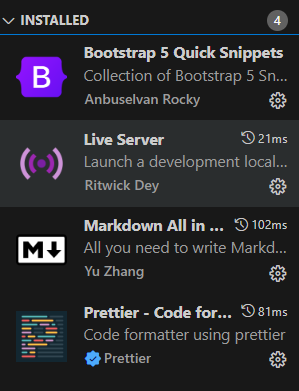 INSTALLED 4
B
Bootstrap 5 Quick Snippets
Collection of Bootstrap 5 Sn...
Anbuselvan Rocky
Live Server 21ms
Launch a development local...
Ritwick Dey
M
Markdown All in ... 102ms
All you need to write Markd...
Yu Zhang
Prettier - Code for... 81ms
Code formatter using prettier
Prettier